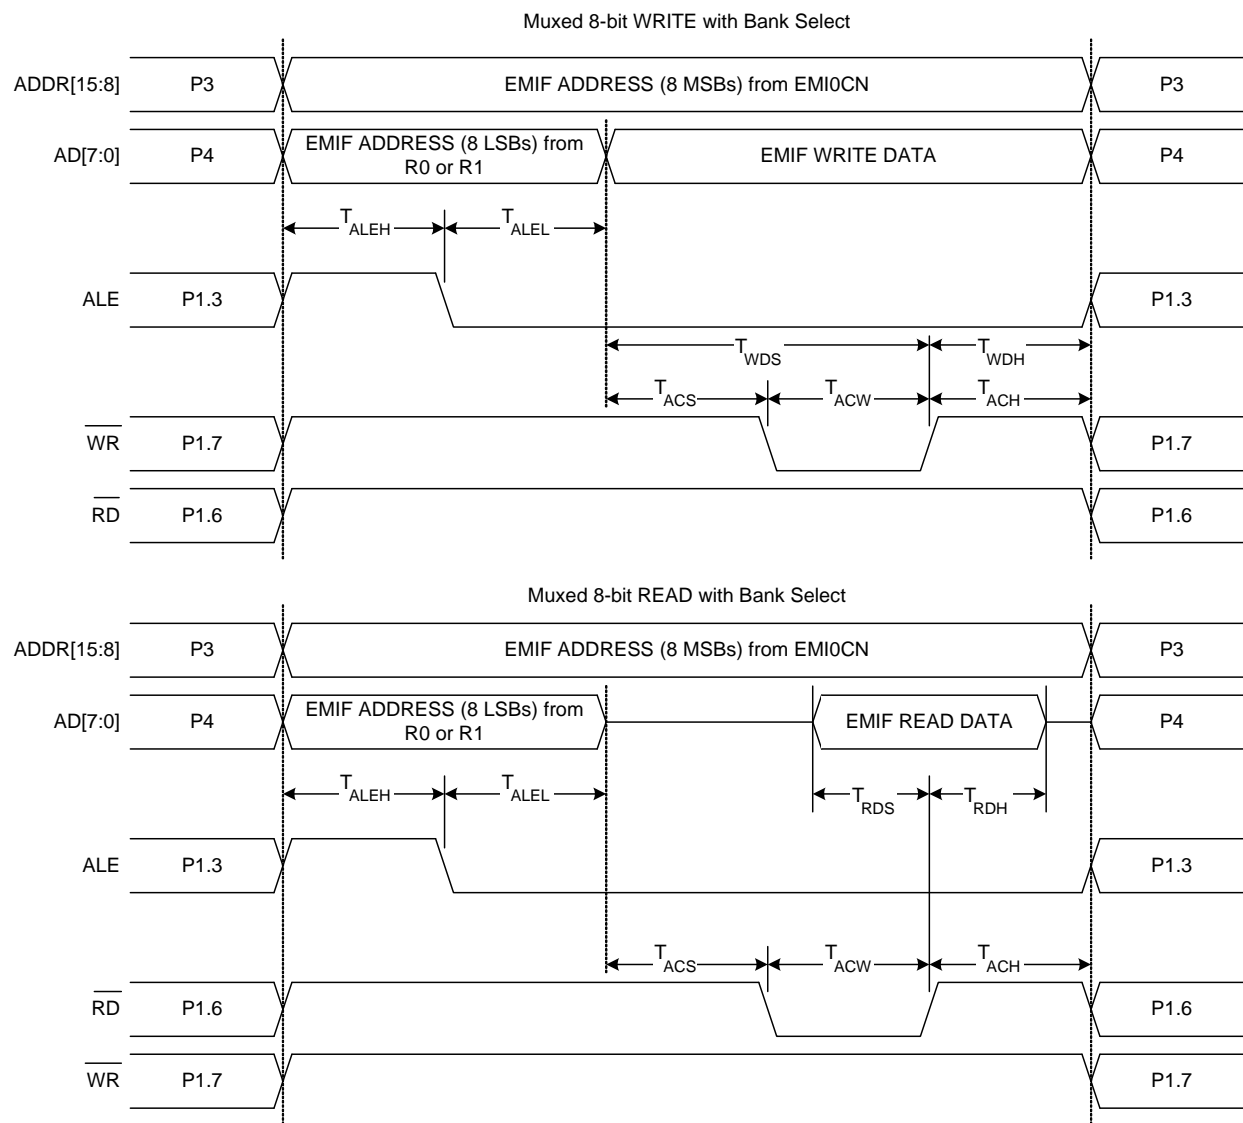 Muxed 8-bit WRITE with Bank Select
ADDR[15:8] P3 EMIF ADDRESS (8 MSBs) from EMI0CN P3
AD[7:0] P4 EMIF ADDRESS (8 LSBs) from R0 or R1 EMIF WRITE DATA P4
TALEH TALEL
ALE P1.3 P1.3
TWDS TWDH
TACS TACW TACH
WR P1.7 P1.7
RD P1.6 P1.6
Muxed 8-bit READ with Bank Select
ADDR[15:8] P3 EMIF ADDRESS (8 MSBs) from EMI0CN P3
AD[7:0] P4 EMIF ADDRESS (8 LSBs) from R0 or R1 EMIF READ DATA P4
TALEH TALEL TRDS TRDH
ALE P1.3 P1.3
TACS TACW TACH
RD P1.6 P1.6
WR P1.7 P1.7